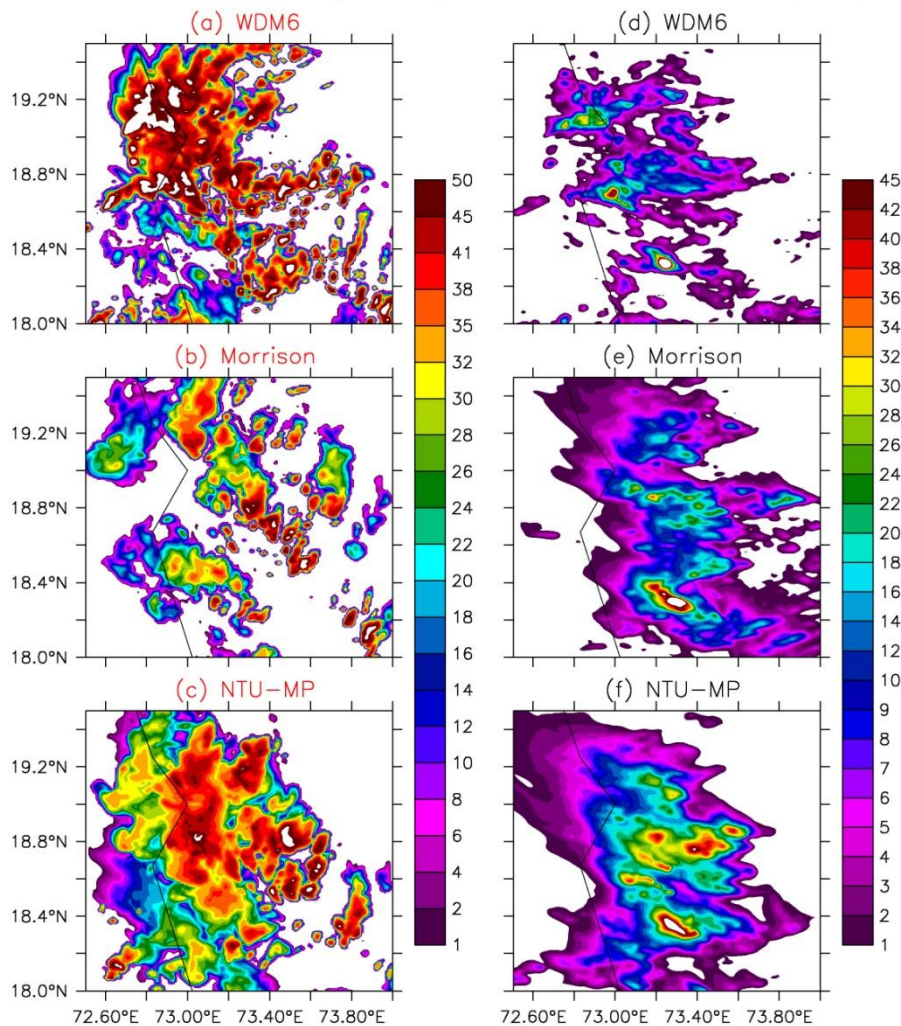 (a) WDM6
(d) WDM6
19.2°N
18.8°N
18.4°N
18.0°N
(b) Morrison
(e) Morrison
19.2°N
18.8°N
18.4°N
18.0°N
(c) NTU-MP
(f) NTU-MP
19.2°N
18.8°N
18.4°N
18.0°N
72.60°E 73.00°E 73.40°E 73.80°E
72.60°E 73.00°E 73.40°E 73.80°E
50
45
41
38
35
32
30
28
26
24
22
20
18
16
14
12
10
8
6
4
2
1
45
42
40
38
36
34
32
30
28
26
24
22
20
18
16
14
12
10
9
8
7
6
5
4
3
2
1